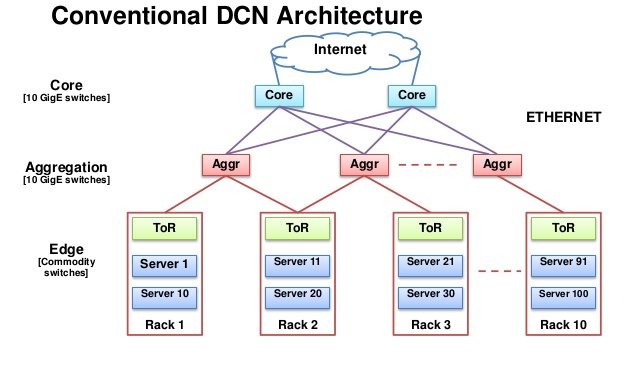 Conventional DCN Architecture
Internet
Core
[10 GigE switches]
Core
Core
ETHERNET
Aggregation
[10 GigE switches]
Aggr
Aggr
Aggr
Edge
[Commodity
switches]
ToR
ToR
ToR
ToR
Server 1
Server 11
Server 21
Server 91
Server 10
Server 20
Server 30
Server 100
Rack 1
Rack 2
Rack 3
Rack 10